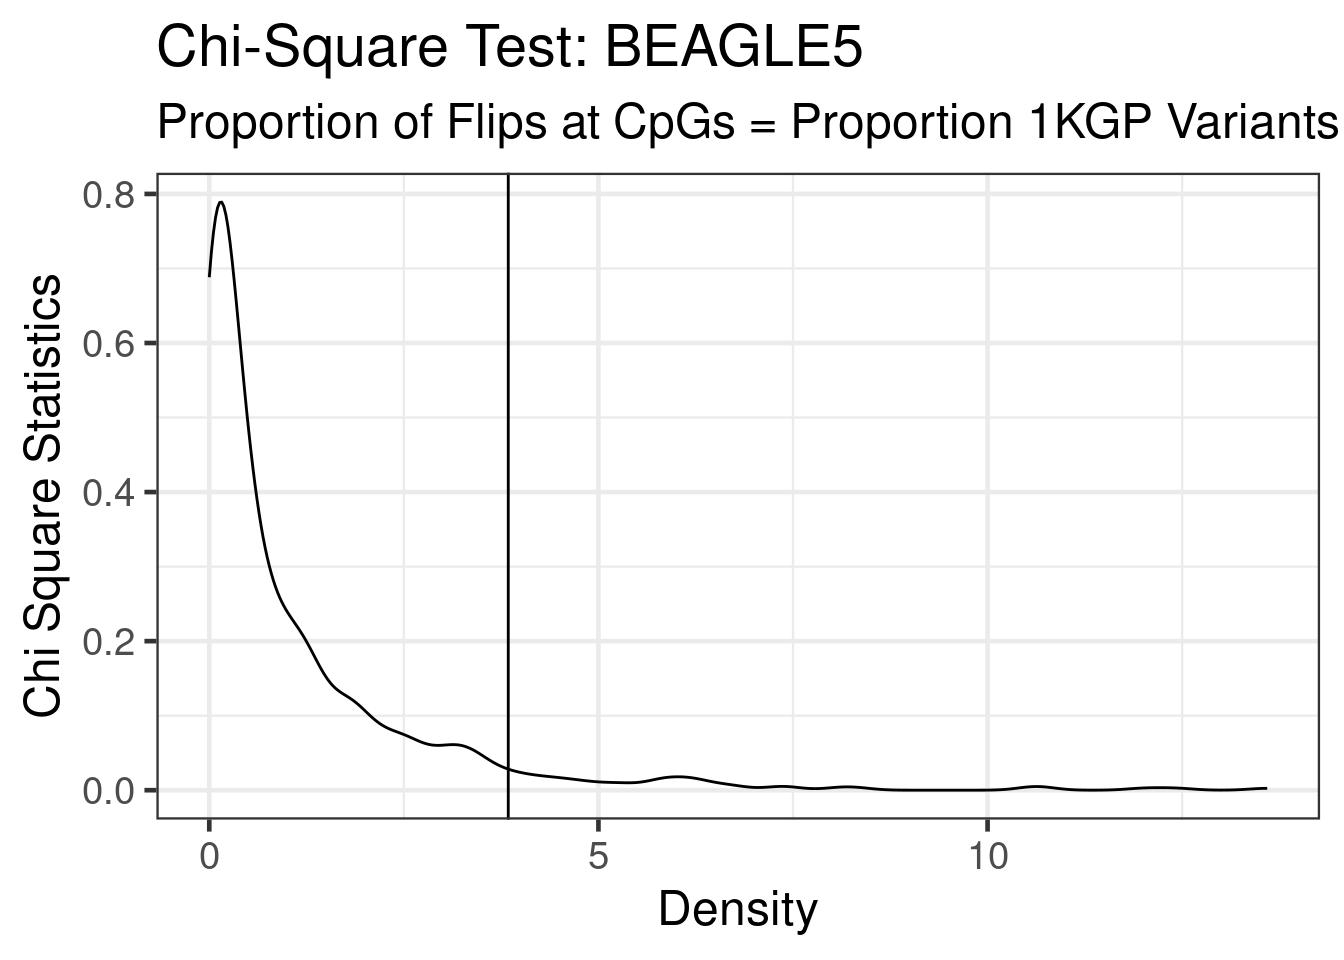 Chi-Square Test: BEAGLE5
Proportion of Flips at CpGs = Proportion 1KGP Variants
Chi Square Statistics
0.8
0.6
0.4
0.2
0.0
0
5
10
Density